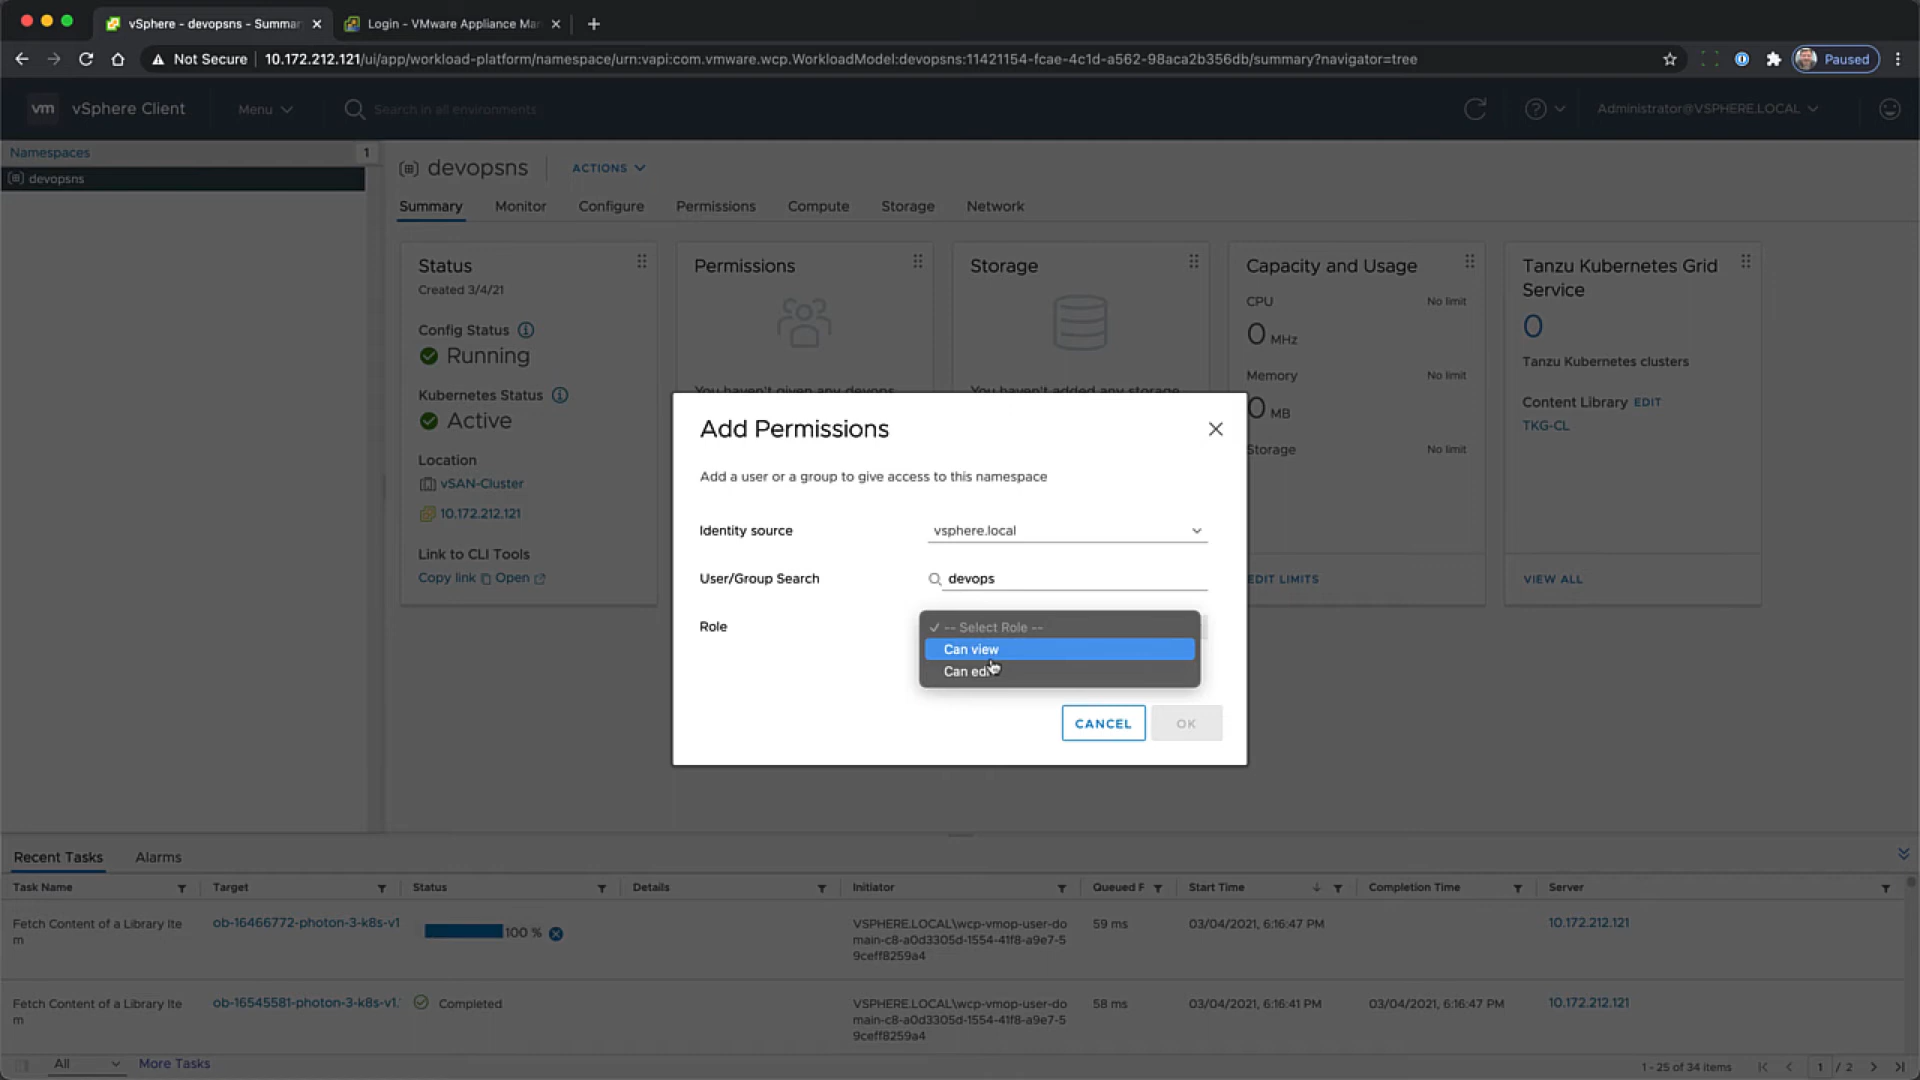 vSphere - devopsns - Summar
Login - VMware Appliance Man
Not Secure
10.172.212.121/ui/app/workload-platform/namespace/urn:vapi:com.vmware.wcp.WorkloadModel:devopsns:11421154-fcae-4c1d-a562-98aca2b356db/summary?navigator=tree
Paused
vm
vSphere Client
Menu
Search in all environments
Administrator@VSPHERE.LOCAL
Namespaces
1
devopsns
devopsns
ACTIONS
Summary
Monitor
Configure
Permissions
Compute
Storage
Network
Status
Created 3/4/21
Config Status
Running
Kubernetes Status
Active
Location
vSAN-Cluster
10.172.212.121
Link to CLI Tools
Copy link
Open
Permissions
You haven't given any devops
Storage
You haven't added any storage
Capacity and Usage
CPU
No limit
0 MHz
Memory
No limit
0 MB
Storage
No limit
EDIT LIMITS
Tanzu Kubernetes Grid
Service
0
Tanzu Kubernetes clusters
Content Library EDIT
TKG-CL
VIEW ALL
Add Permissions
Add a user or a group to give access to this namespace
Identity source
vsphere.local
User/Group Search
devops
Role
-- Select Role --
Can view
Can edi
CANCEL
OK
Recent Tasks
Alarms
Task Name
Target
Status
Details
Initiator
Queued F
Start Time
Completion Time
Server
Fetch Content of a Library Ite
m
ob-16466772-photon-3-k8s-v1
100 %
VSPHERE.LOCAL\wcp-vmop-user-do
main-c8-a0d3305d-1554-41f8-a9e7-5
9ceff8259a4
59 ms
03/04/2021, 6:16:47 PM
10.172.212.121
Fetch Content of a Library Ite
m
ob-16545581-photon-3-k8s-v1.
Completed
VSPHERE.LOCAL\wcp-vmop-user-do
main-c8-a0d3305d-1554-41f8-a9e7-5
9ceff8259a4
58 ms
03/04/2021, 6:16:41 PM
03/04/2021, 6:16:47 PM
10.172.212.121
All
More Tasks
1 - 25 of 34 items
1 / 2